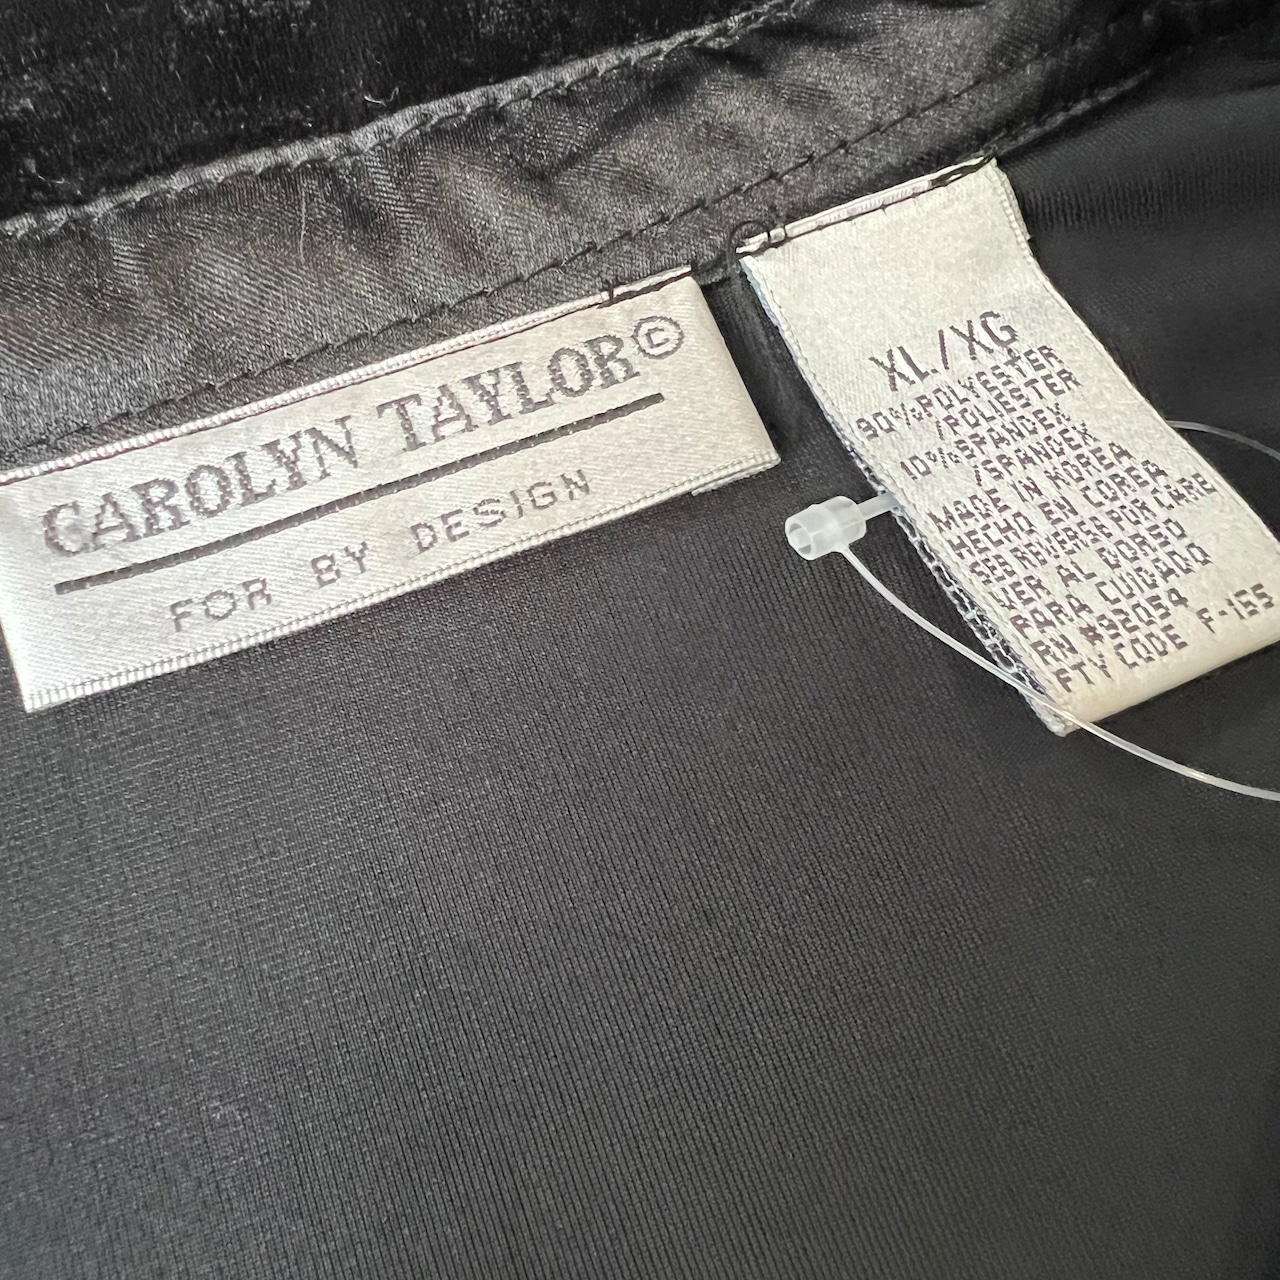 CAROLYN TAYLOR©
FOR BY DESIGN
XL/XG
90%POLYESTER
/POLIESTER
10%SPANDEX
/SPANDEX
MADE IN KOREA
HECHO EN COREA
SEE REVERSE FOR CARE
VER AL DORSO
PARA CUIDADO
RN #92054
FTY CODE F-155